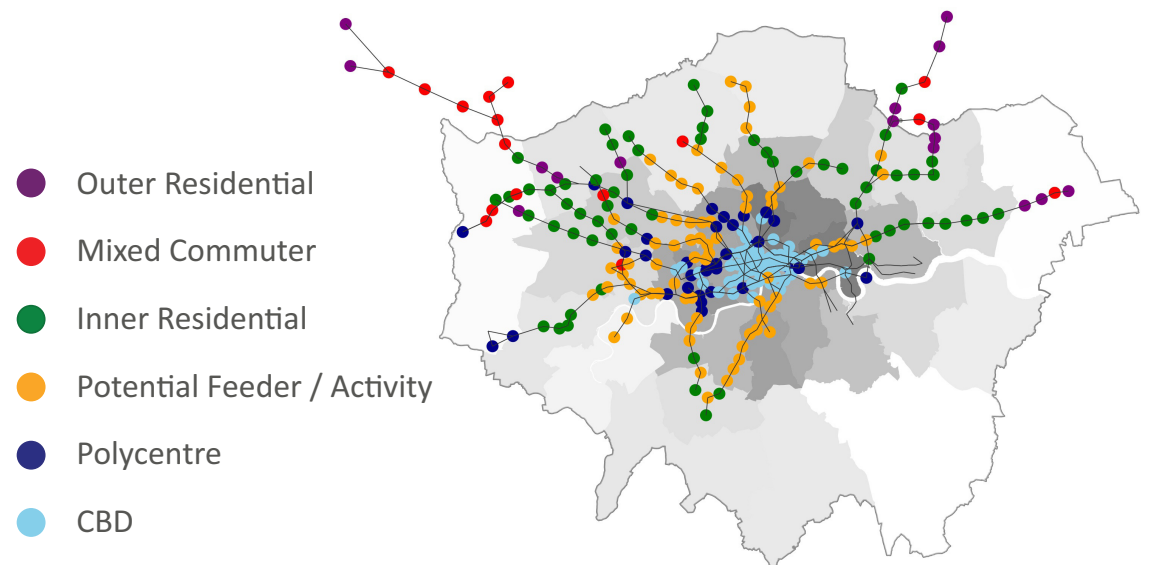 Outer Residential
Mixed Commuter
Inner Residential
Potential Feeder / Activity
Polycentre
CBD